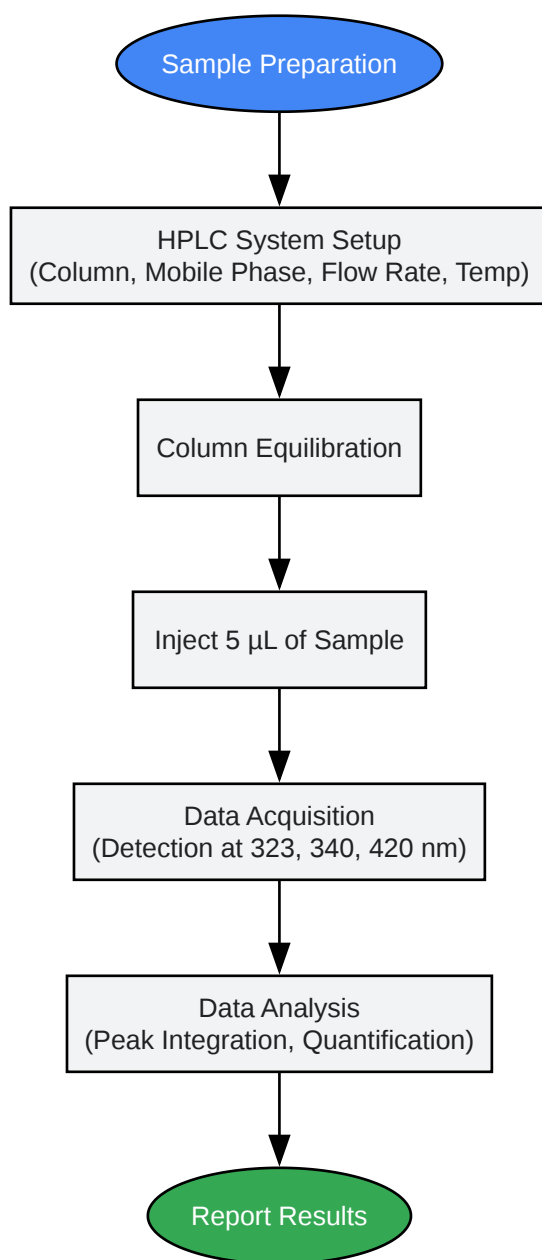 Sample Preparation
HPLC System Setup
(Column, Mobile Phase, Flow Rate, Temp)
Column Equilibration
Inject 5 µL of Sample
Data Acquisition
(Detection at 323, 340, 420 nm)
Data Analysis
(Peak Integration, Quantification)
Report Results